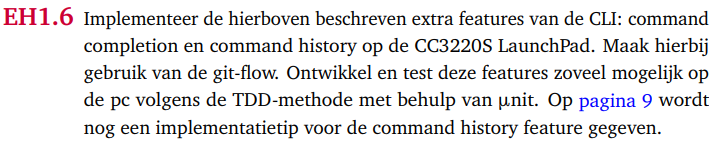 EH1.6 Implementeer de hierboven beschreven extra features van de CLI: command
completion en command history op de CC3220S LaunchPad. Maak hierbij
gebruik van de git-flow. Ontwikkel en test deze features zoveel mogelijk op
de pc volgens de TDD-methode met behulp van µnit. Op pagina 9 wordt
nog een implementatietip voor de command history feature gegeven.